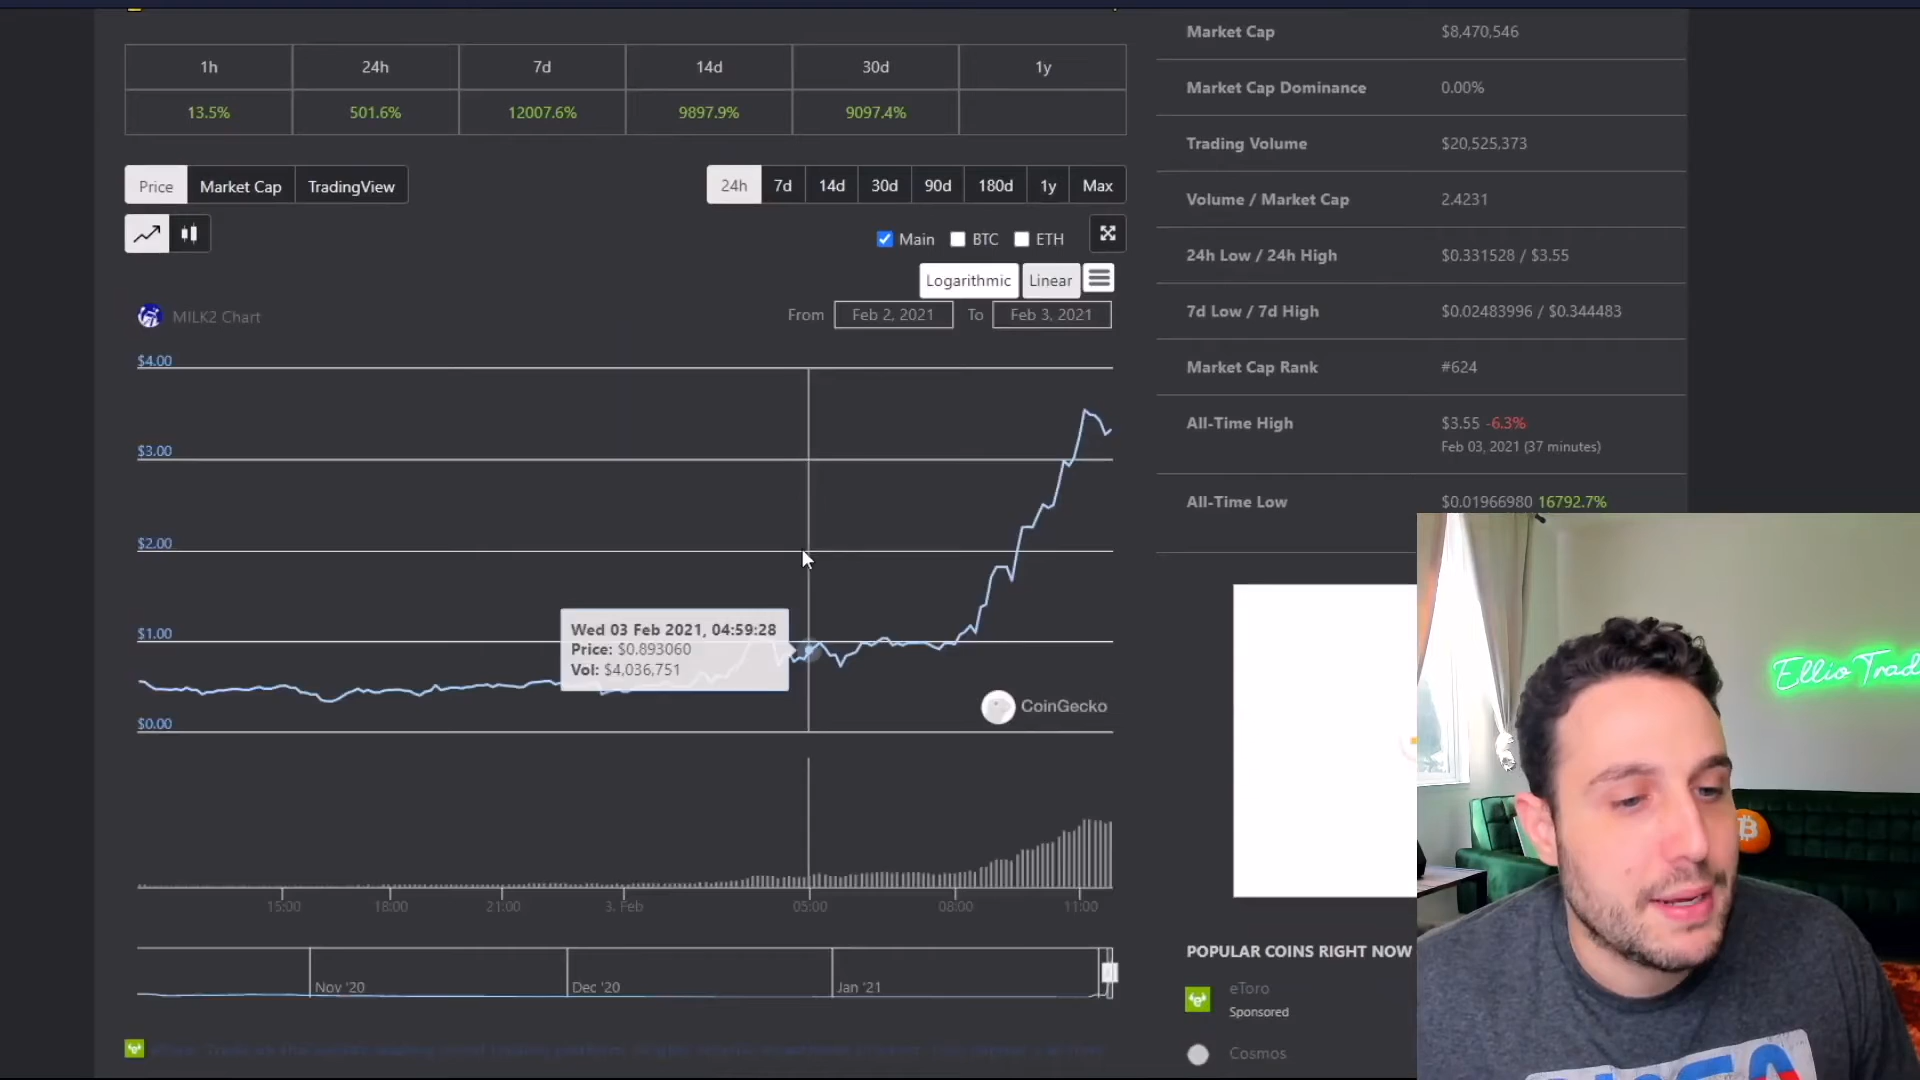 1h 24h 7d 14d 30d 1y
13.5% 501.6% 12007.6% 9897.9% 9097.4%
Price Market Cap TradingView
24h 7d 14d 30d 90d 180d 1y Max
Main BTC ETH
Logarithmic Linear
MILK2 Chart
From Feb 2, 2021 To Feb 3, 2021
$4.00
$3.00
$2.00
$1.00
$0.00
Wed 03 Feb 2021, 04:59:28
Price: $0.893060
Vol: $4,036,751
CoinGecko
15:00 18:00 21:00 3. Feb 05:00 08:00 11:00
Nov '20 Dec '20 Jan '21
Market Cap $8,470,546
Market Cap Dominance 0.00%
Trading Volume $20,525,373
Volume / Market Cap 2.4231
24h Low / 24h High $0.331528 / $3.55
7d Low / 7d High $0.02483996 / $0.344483
Market Cap Rank #624
All-Time High $3.55 -6.3%
Feb 03, 2021 (37 minutes)
All-Time Low $0.01966980 16792.7%
POPULAR COINS RIGHT NOW
eToro
Sponsored
Cosmos
Ellio Trad